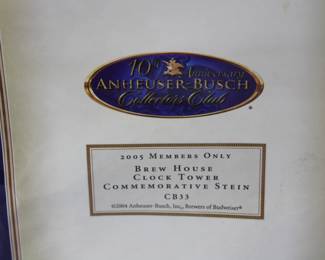 10th Anniversary
ANHEUSER-BUSCH
Collectors Club
2005 MEMBERS ONLY
BREW HOUSE
CLOCK TOWER
COMMEMORATIVE STEIN
CB33
©2004 Anheuser-Busch, Inc., Brewers of Budweiser®